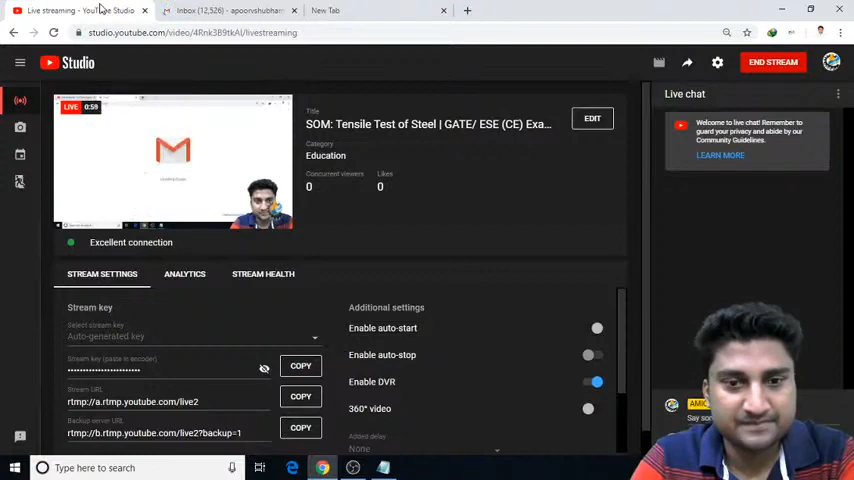 Live streaming - YouTube Studio
Inbox (12,526) - apoorvshubham
New Tab
studio.youtube.com/video/4Rnk3B9tkAI/livestreaming
Studio
END STREAM
LIVE 0:59
Title
SOM: Tensile Test of Steel | GATE/ ESE (CE) Exa...
EDIT
Category
Education
Concurrent viewers
Likes
0
0
Excellent connection
Live chat
Welcome to live chat! Remember to
guard your privacy and abide by our
Community Guidelines.
LEARN MORE
STREAM SETTINGS
ANALYTICS
STREAM HEALTH
Stream key
Select stream key
Auto-generated key
Stream key (paste in encoder)
COPY
Stream URL
rtmp://a.rtmp.youtube.com/live2
COPY
Backup server URL
rtmp://b.rtmp.youtube.com/live2?backup=1
COPY
Additional settings
Enable auto-start
Enable auto-stop
Enable DVR
360° video
Added delay
None
Type here to search